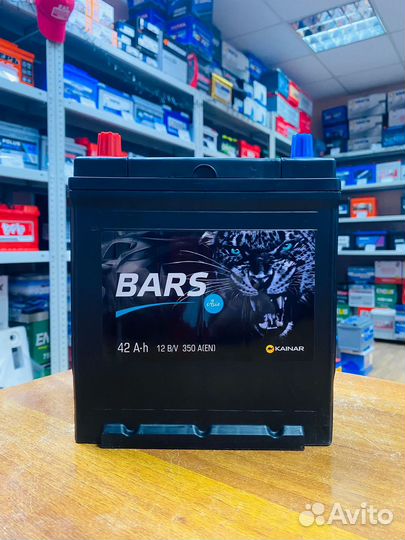 BARS
Asia
42 A·h 12 В/V 350 A(EN)
KAINAR
Avito